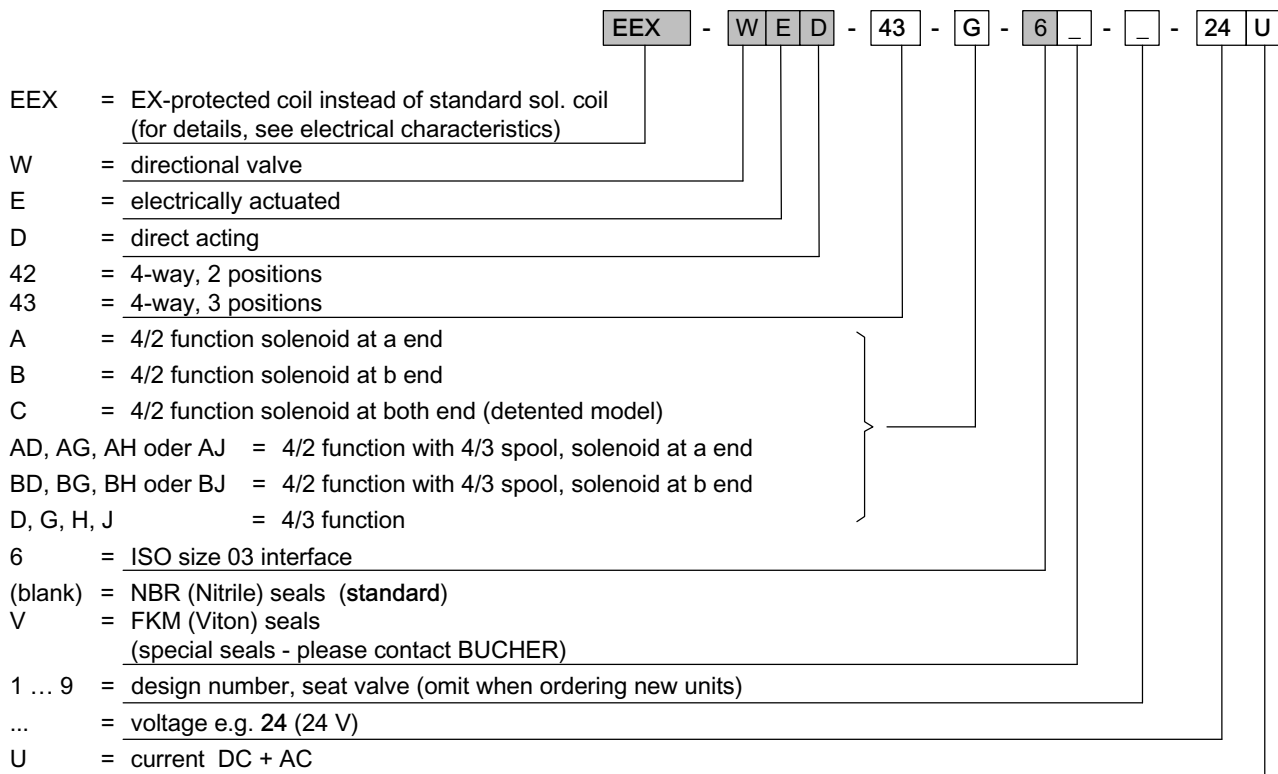 EEX - W E D - 43 - G - 6 _ - _ - 24 U
EEX = EX-protected coil instead of standard sol. coil
(for details, see electrical characteristics)
W = directional valve
E = electrically actuated
D = direct acting
42 = 4-way, 2 positions
43 = 4-way, 3 positions
A = 4/2 function solenoid at a end
B = 4/2 function solenoid at b end
C = 4/2 function solenoid at both end (detented model)
AD, AG, AH oder AJ = 4/2 function with 4/3 spool, solenoid at a end
BD, BG, BH oder BJ = 4/2 function with 4/3 spool, solenoid at b end
D, G, H, J = 4/3 function
6 = ISO size 03 interface
(blank) = NBR (Nitrile) seals (standard)
V = FKM (Viton) seals
(special seals - please contact BUCHER)
1 … 9 = design number, seat valve (omit when ordering new units)
... = voltage e.g. 24 (24 V)
U = current DC + AC